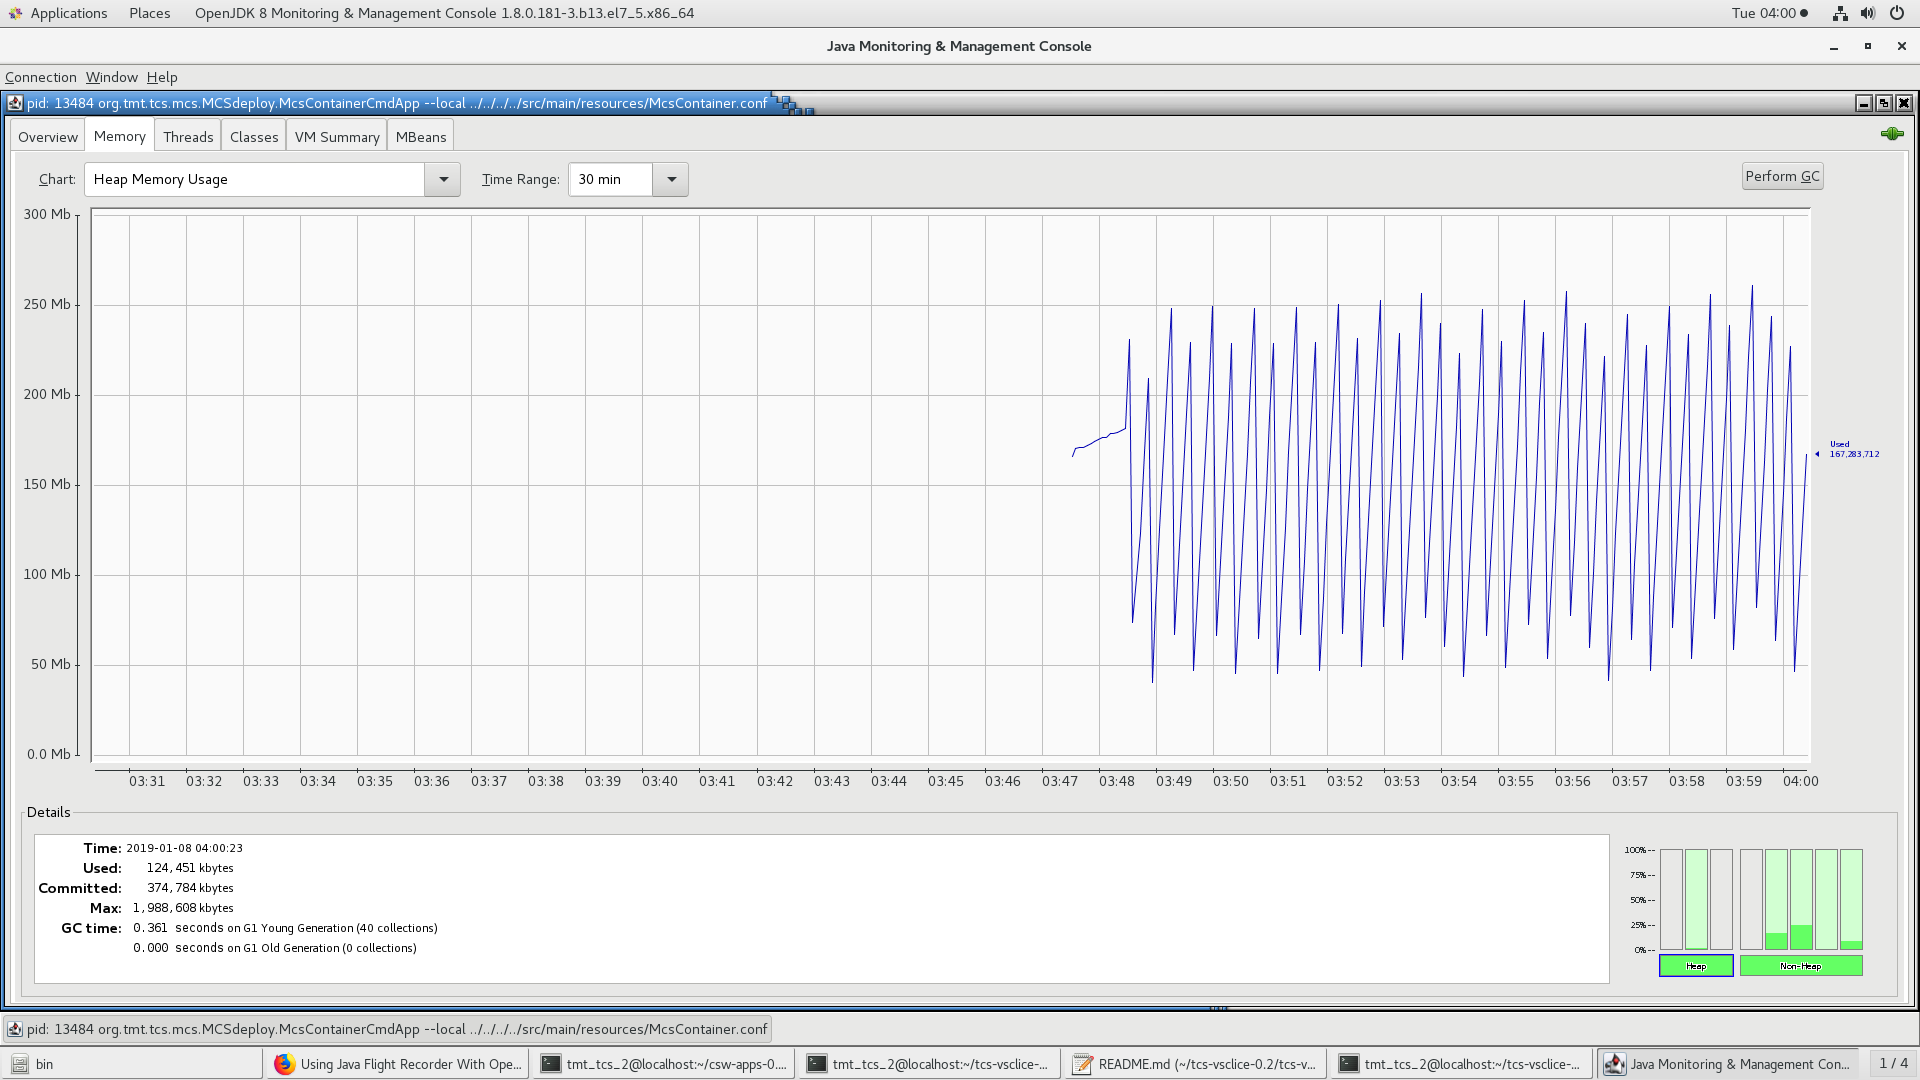 Applications Places OpenJDK 8 Monitoring & Management Console 1.8.0.181-3.b13.el7_5.x86_64 Tue 04:00
Java Monitoring & Management Console
Connection Window Help
pid: 13484 org.tmt.tcs.mcs.MCSdeploy.McsContainerCmdApp --local ../../../../src/main/resources/McsContainer.conf
Overview Memory Threads Classes VM Summary MBeans
Chart: Heap Memory Usage Time Range: 30 min Perform GC
300 Mb
250 Mb
200 Mb
150 Mb
100 Mb
50 Mb
0.0 Mb
Used
167,283,712
03:31 03:32 03:33 03:34 03:35 03:36 03:37 03:38 03:39 03:40 03:41 03:42 03:43 03:44 03:45 03:46 03:47 03:48 03:49 03:50 03:51 03:52 03:53 03:54 03:55 03:56 03:57 03:58 03:59 04:00
Details
Time: 2019-01-08 04:00:23
Used: 124,451 kbytes
Committed: 374,784 kbytes
Max: 1,988,608 kbytes
GC time: 0.361 seconds on G1 Young Generation (40 collections)
0.000 seconds on G1 Old Generation (0 collections)
100%--
75%--
50%--
25%--
0%--
Heap Non-Heap
pid: 13484 org.tmt.tcs.mcs.MCSdeploy.McsContainerCmdApp --local ../../../../src/main/resources/McsContainer.conf
bin Using Java Flight Recorder With Ope... tmt_tcs_2@localhost:~/csw-apps-0.... tmt_tcs_2@localhost:~/tcs-vsclice-... README.md (~/tcs-vsclice-0.2/tcs-v... tmt_tcs_2@localhost:~/tcs-vsclice-... Java Monitoring & Management Con... 1 / 4